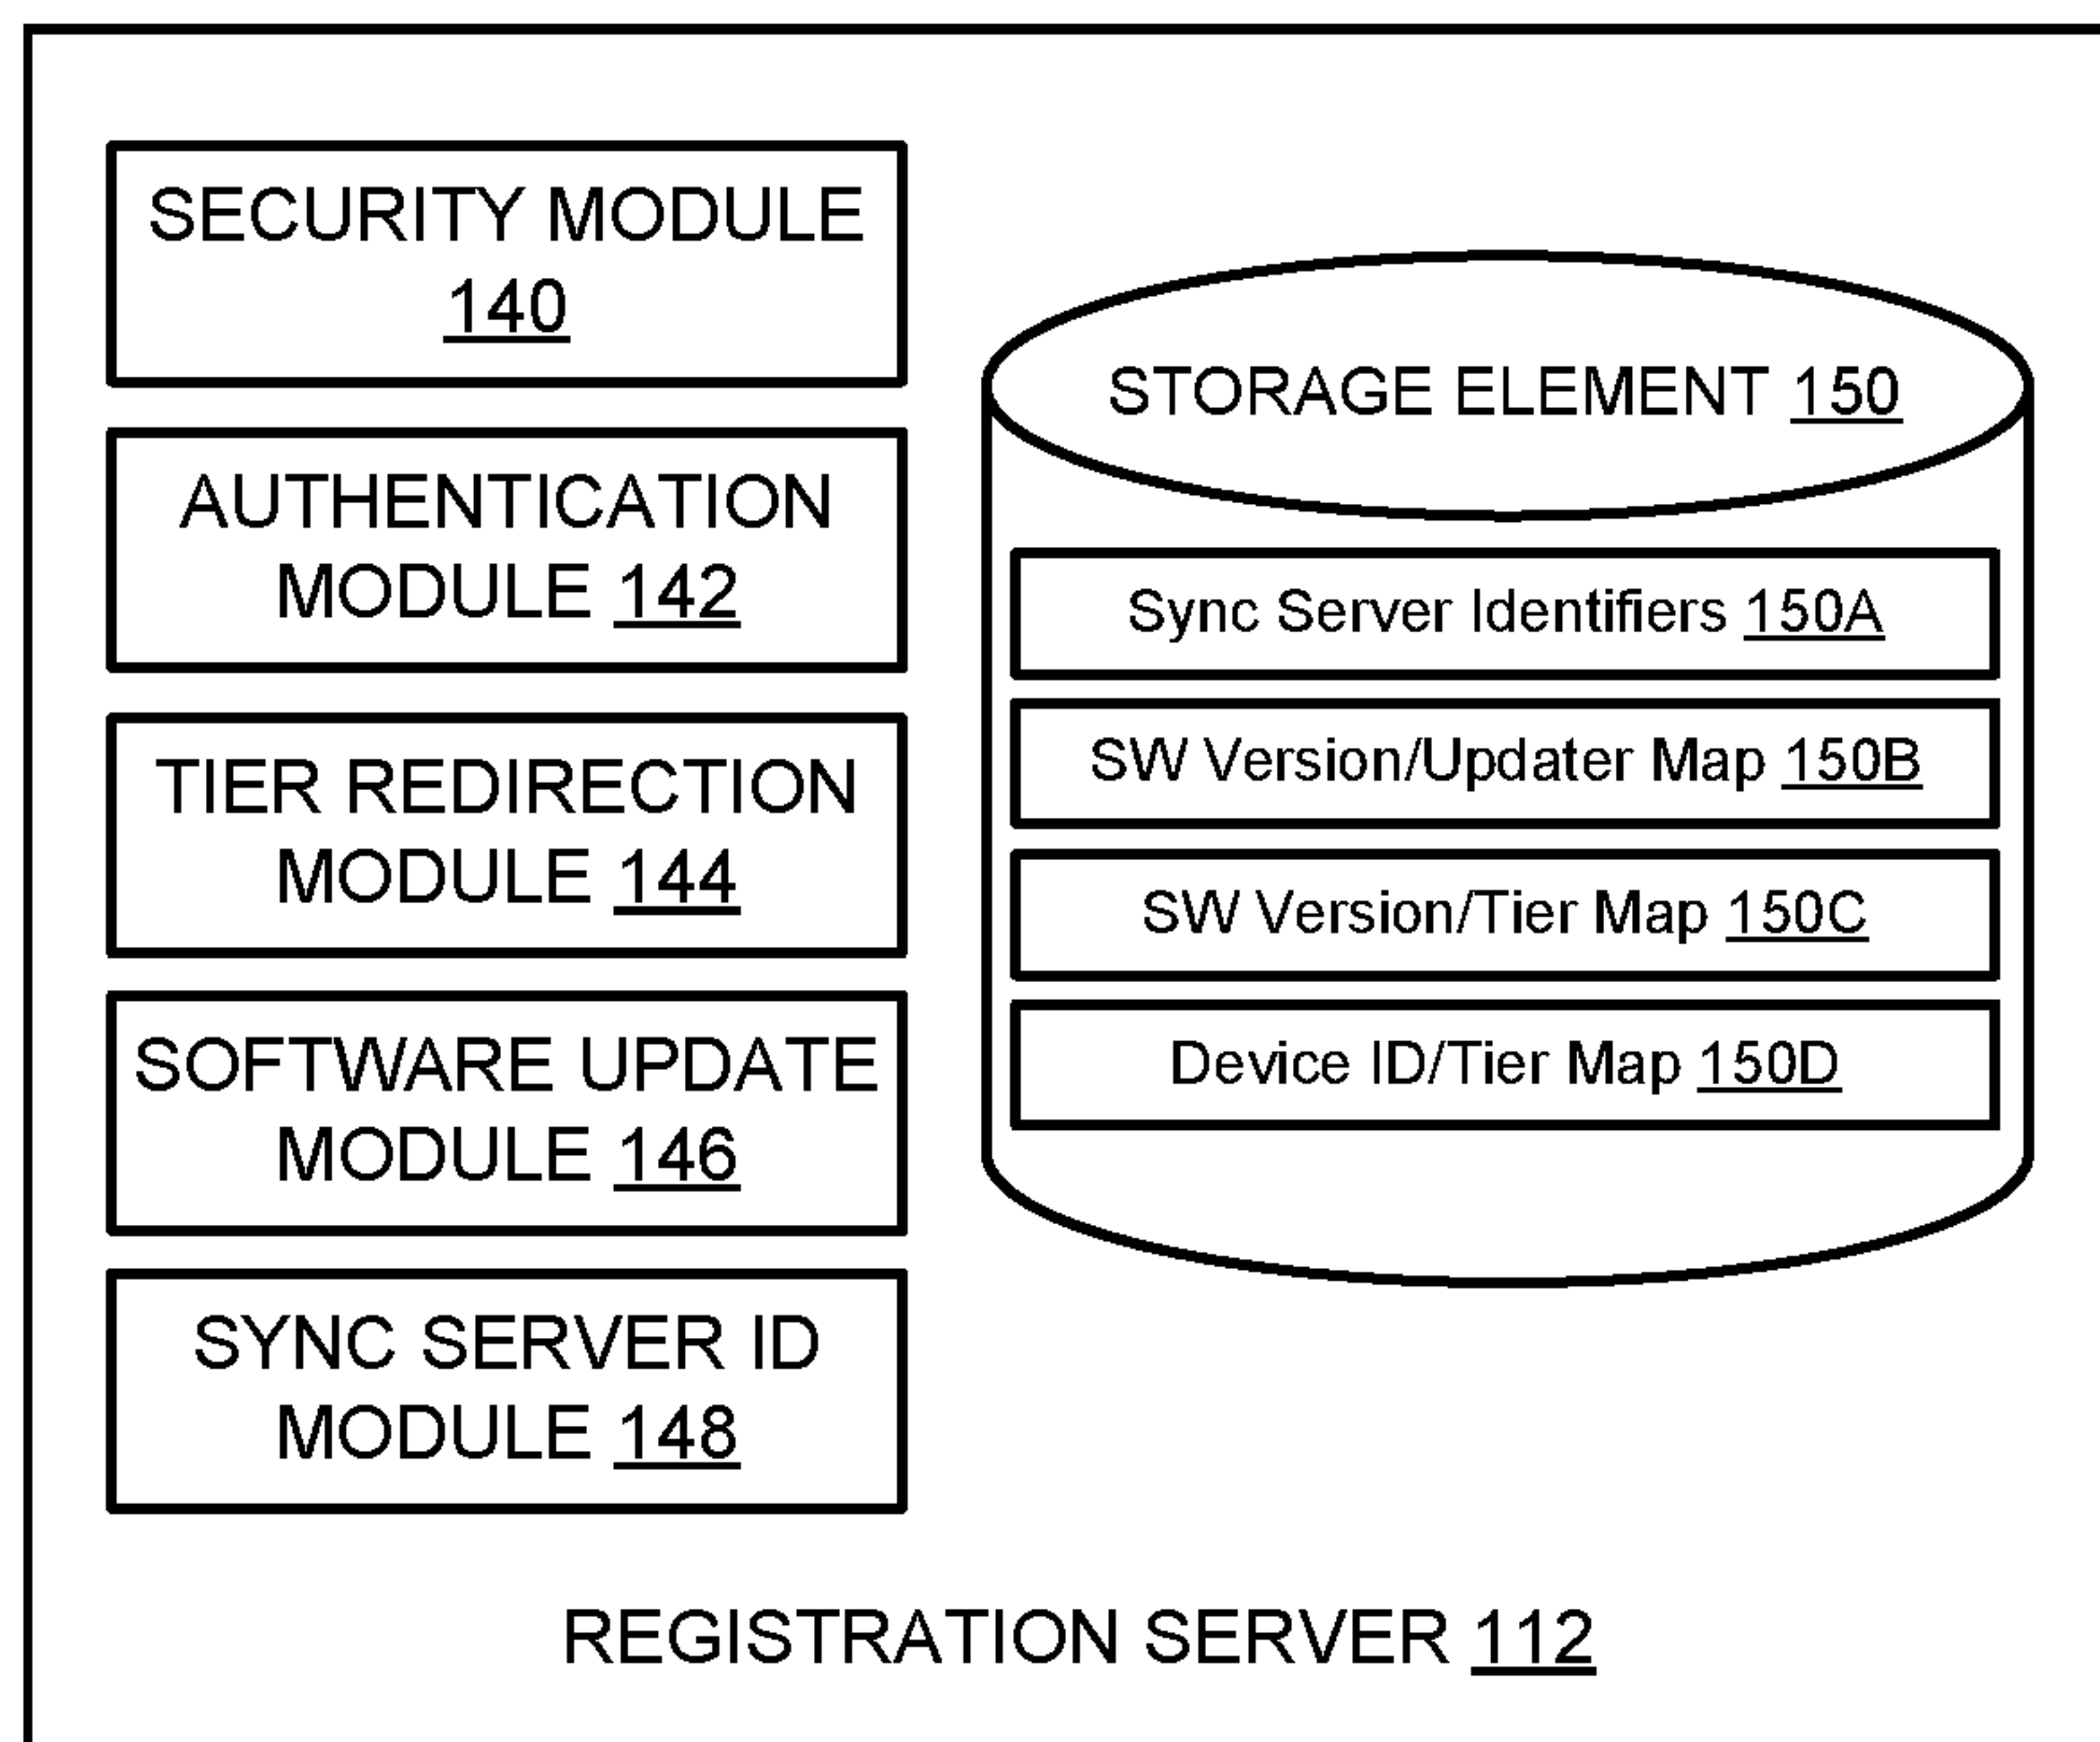 SECURITY MODULE
140
AUTHENTICATION
MODULE 142
TIER REDIRECTION
MODULE 144
SOFTWARE UPDATE
MODULE 146
SYNC SERVER ID
MODULE 148
STORAGE ELEMENT 150
Sync Server Identifiers 150A
SW Version/Updater Map 150B
SW Version/Tier Map 150C
Device ID/Tier Map 150D
REGISTRATION SERVER 112